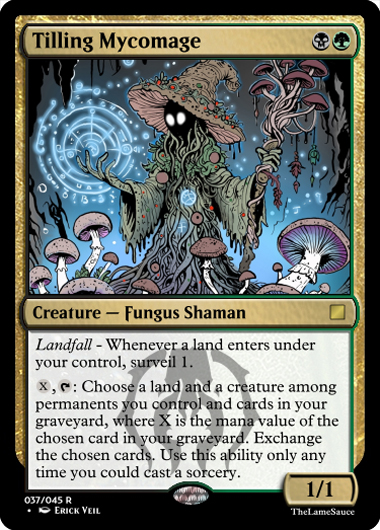 Tilling Mycomage
Creature — Fungus Shaman
Landfall - Whenever a land enters under
your control, surveil 1.
X, : Choose a land and a creature among
permanents you control and cards in your
graveyard, where X is the mana value of the
chosen card in your graveyard. Exchange
the chosen cards. Use this ability only any
time you could cast a sorcery.
1/1
037/045 R
• Erick Veil
TheLameSauce